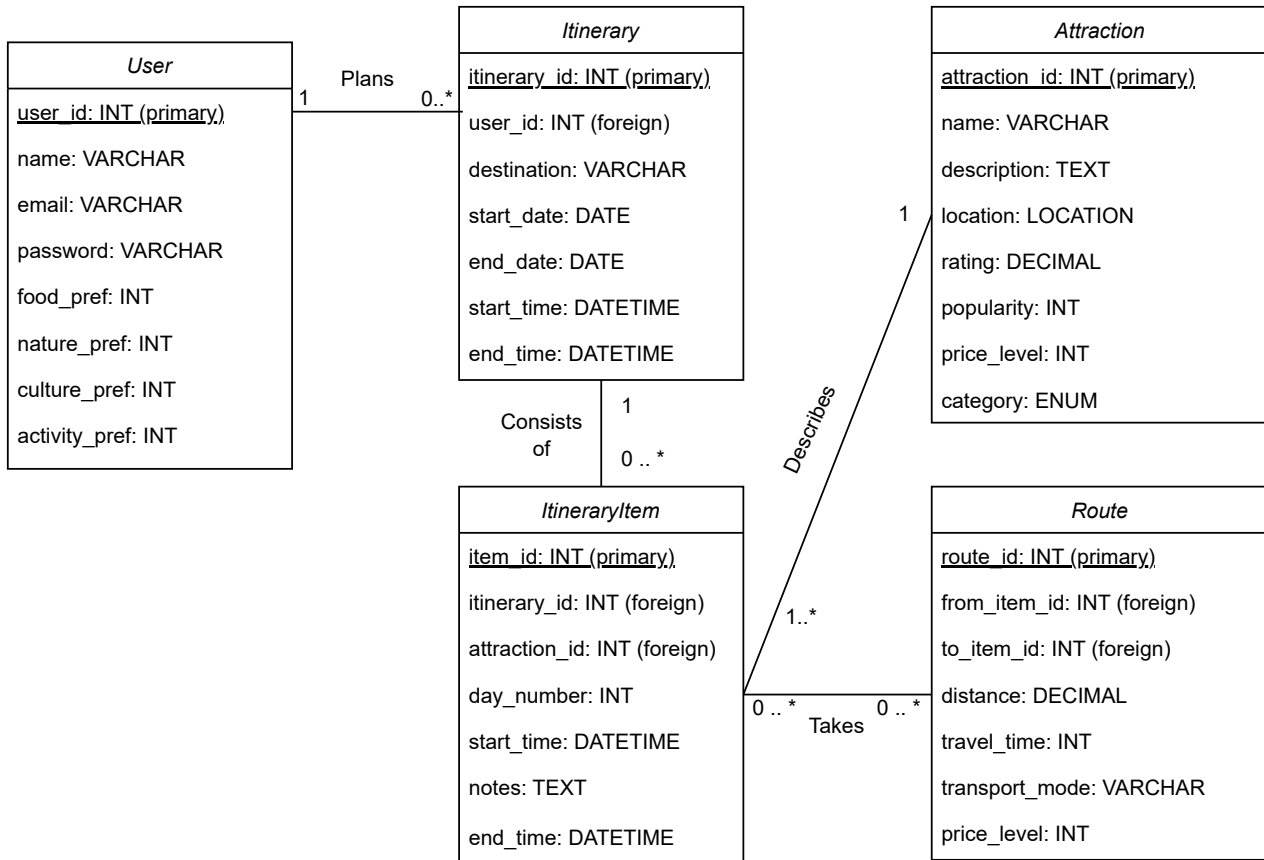 User
user_id: INT (primary)
name: VARCHAR
email: VARCHAR
password: VARCHAR
food_pref: INT
nature_pref: INT
culture_pref: INT
activity_pref: INT
Plans
1
0..*
Itinerary
itinerary_id: INT (primary)
user_id: INT (foreign)
destination: VARCHAR
start_date: DATE
end_date: DATE
start_time: DATETIME
end_time: DATETIME
Consists
of
1
0 .. *
Attraction
attraction_id: INT (primary)
name: VARCHAR
description: TEXT
location: LOCATION
rating: DECIMAL
popularity: INT
price_level: INT
category: ENUM
1
Describes
1..*
ItineraryItem
item_id: INT (primary)
itinerary_id: INT (foreign)
attraction_id: INT (foreign)
day_number: INT
start_time: DATETIME
notes: TEXT
end_time: DATETIME
0 .. *
Takes
0 .. *
Route
route_id: INT (primary)
from_item_id: INT (foreign)
to_item_id: INT (foreign)
distance: DECIMAL
travel_time: INT
transport_mode: VARCHAR
price_level: INT